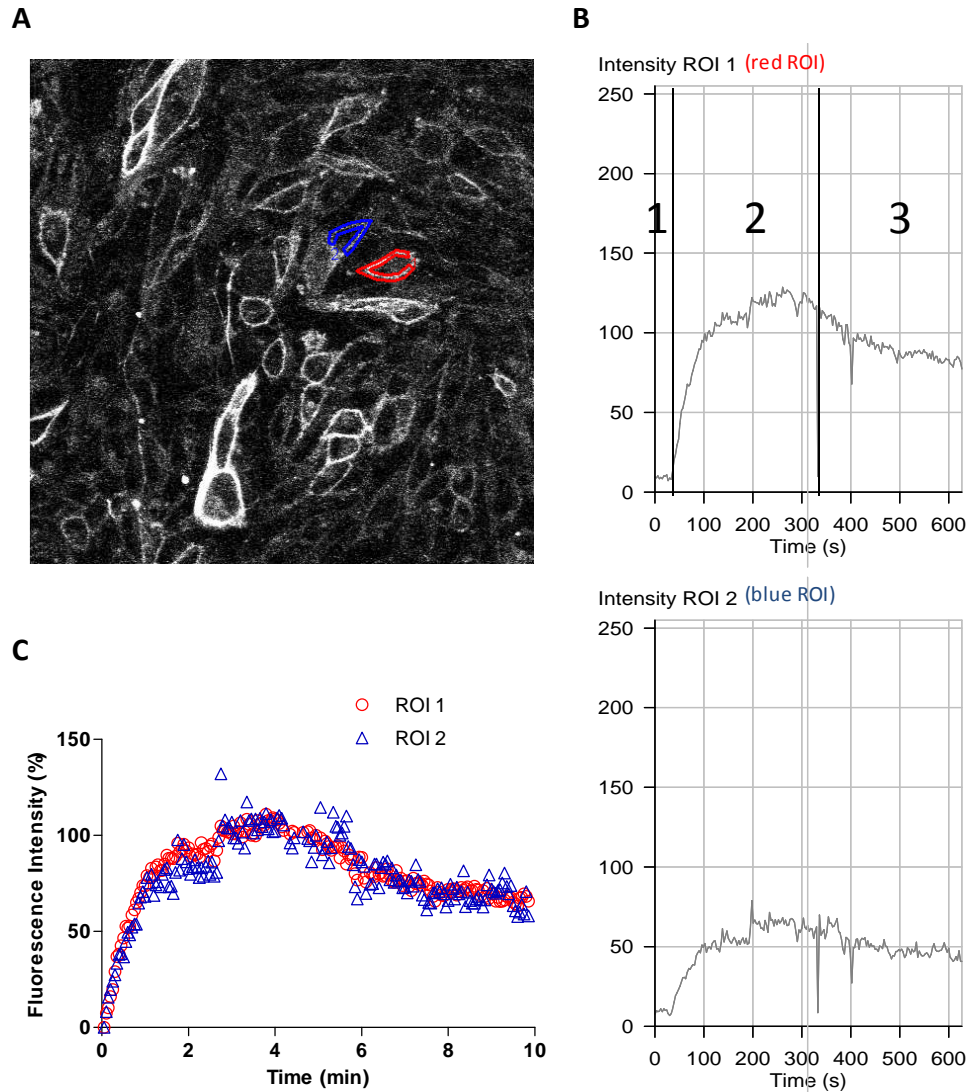 A
B
Intensity ROI 1 (red ROI)
250
200
150
100
50
0
1
2
3
0 100 200 300 400 500 600
Time (s)
Intensity ROI 2 (blue ROI)
250
200
150
100
50
0
0 100 200 300 400 500 600
Time (s)
C
ROI 1
ROI 2
Fluorescence Intensity (%)
150
100
50
0
0 2 4 6 8 10
Time (min)